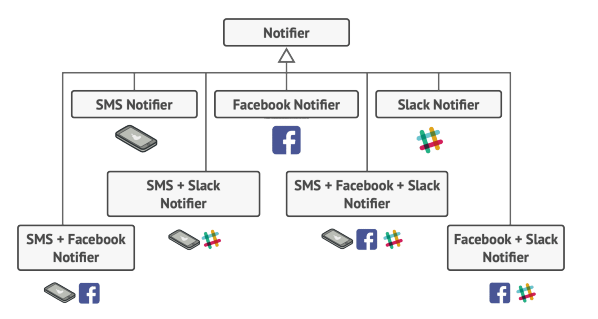 Notifier
SMS Notifier
Facebook Notifier
Slack Notifier
SMS + Slack
Notifier
SMS + Facebook + Slack
Notifier
SMS + Facebook
Notifier
Facebook + Slack
Notifier